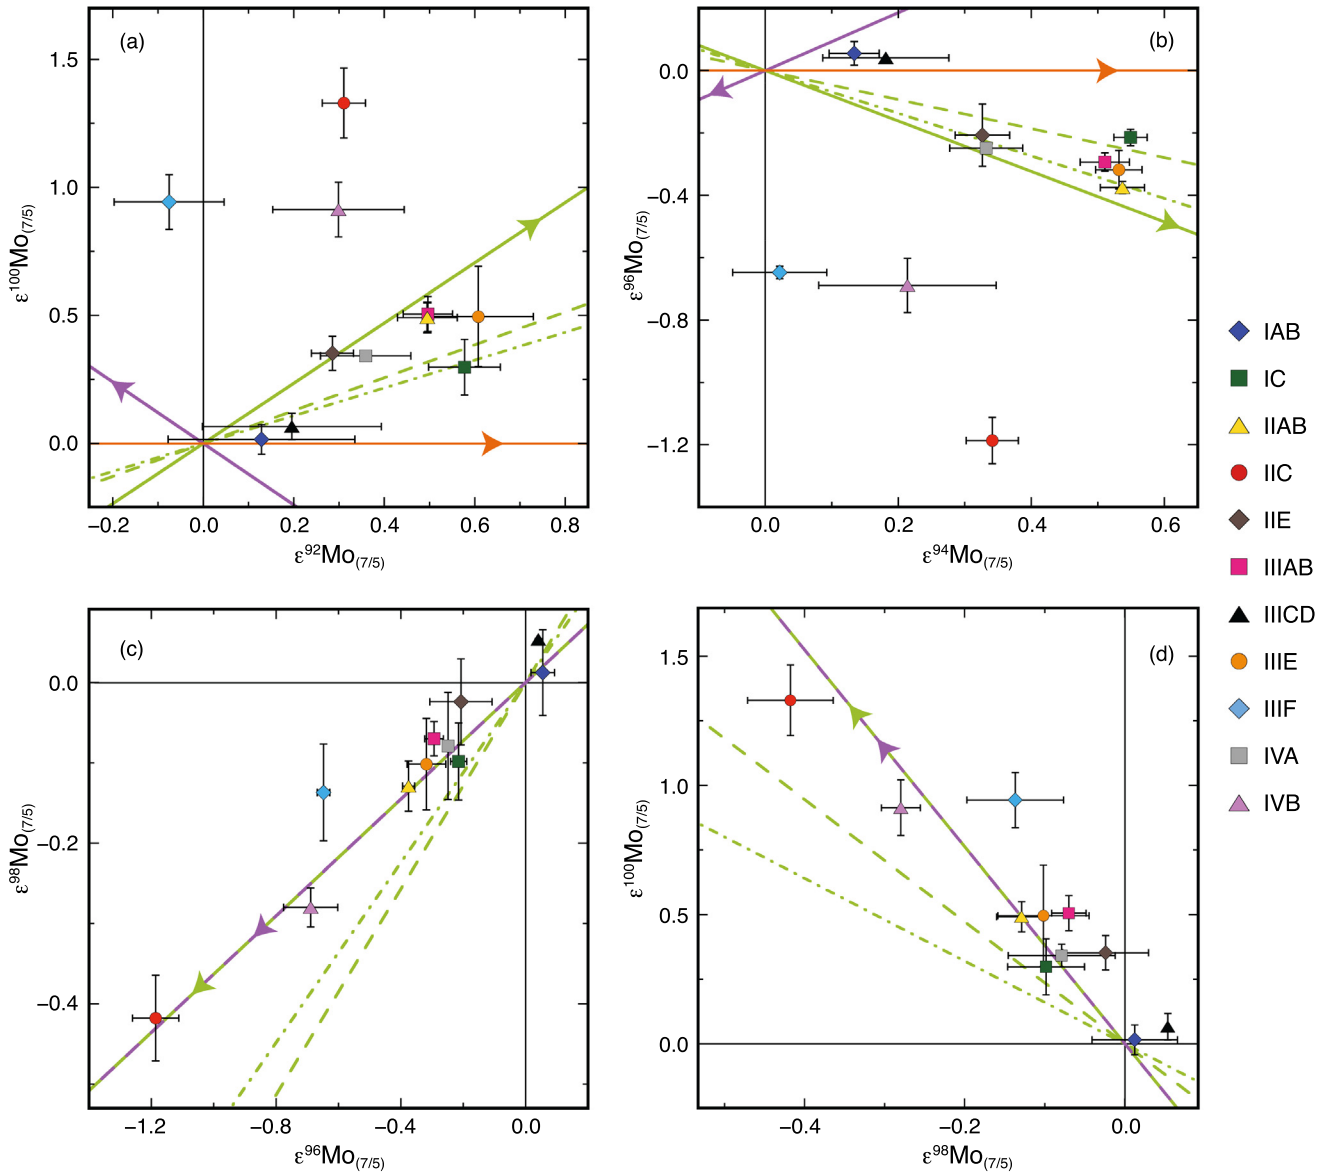 (a)
1.5
1.0
0.5
0.0
ε¹⁰⁰Mo₍₇/₅₎
−0.2 0.0 0.2 0.4 0.6 0.8
ε⁹²Mo₍₇/₅₎
(b)
0.0
−0.4
−0.8
−1.2
ε⁹⁶Mo₍₇/₅₎
0.0 0.2 0.4 0.6
ε⁹⁴Mo₍₇/₅₎
(c)
0.0
−0.2
−0.4
ε⁹⁸Mo₍₇/₅₎
−1.2 −0.8 −0.4 0.0
ε⁹⁶Mo₍₇/₅₎
(d)
1.5
1.0
0.5
0.0
ε¹⁰⁰Mo₍₇/₅₎
−0.4 −0.2 0.0
ε⁹⁸Mo₍₇/₅₎
IAB
IC
IIAB
IIC
IIE
IIIAB
IIICD
IIIE
IIIF
IVA
IVB